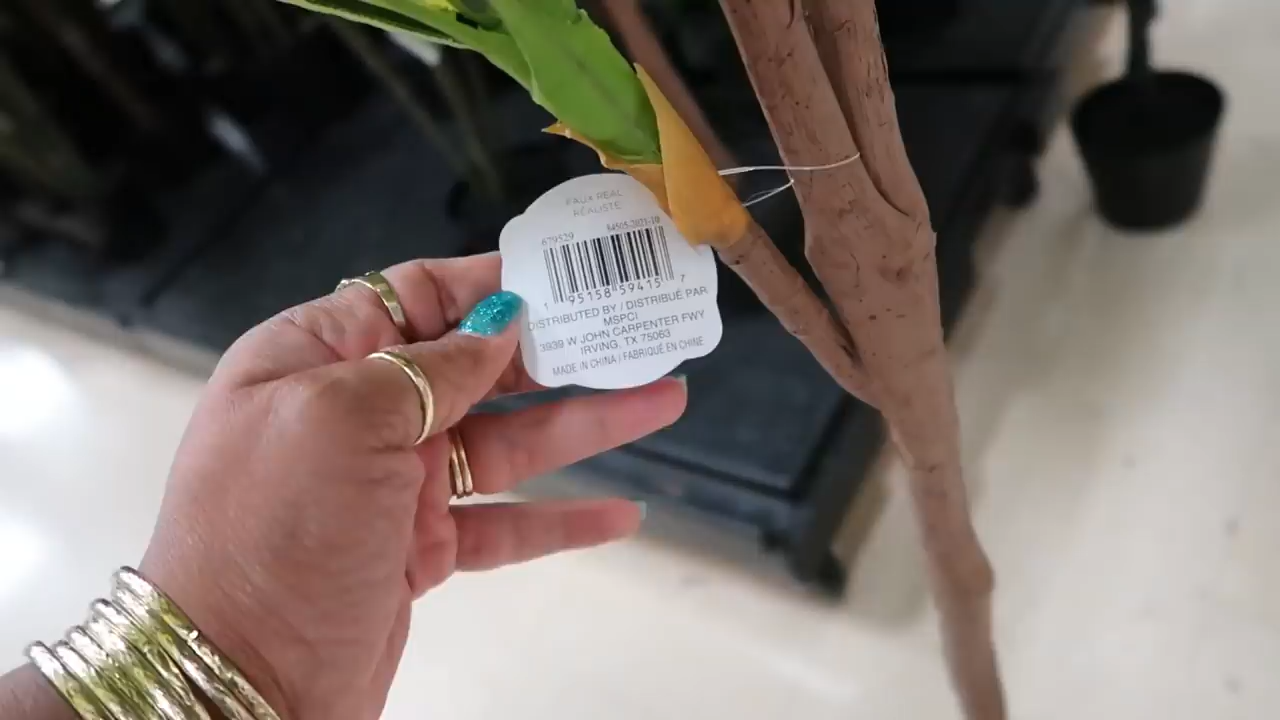 FAUX REAL
RÉALISTE
679529 84505-2021-10
1 95158 59415 7
DISTRIBUTED BY / DISTRIBUÉ PAR
MSPCI
3939 W JOHN CARPENTER FWY
IRVING, TX 75063
MADE IN CHINA / FABRIQUÉ EN CHINE